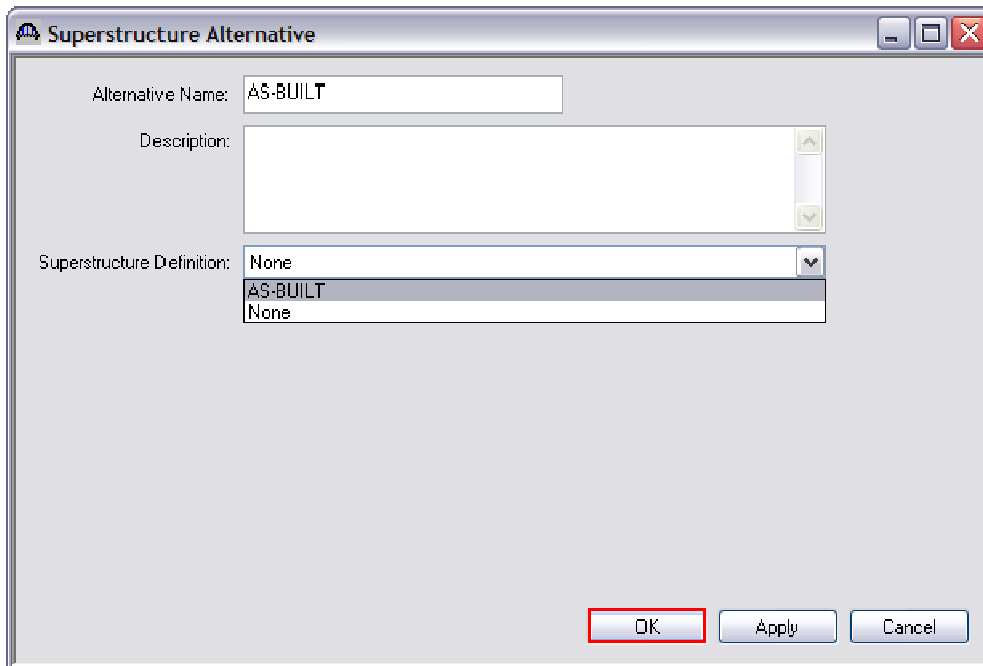 Superstructure Alternative
Alternative Name: AS-BUILT
Description:
Superstructure Definition: None
AS-BUILT
None
OK Apply Cancel